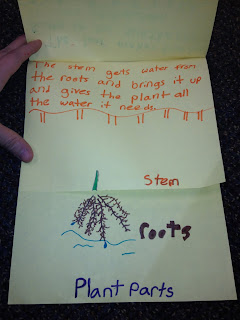 The stem gets water from
the roots and brings it up
and gives the plant all
the water it needs.
Stem
roots
Plant Parts